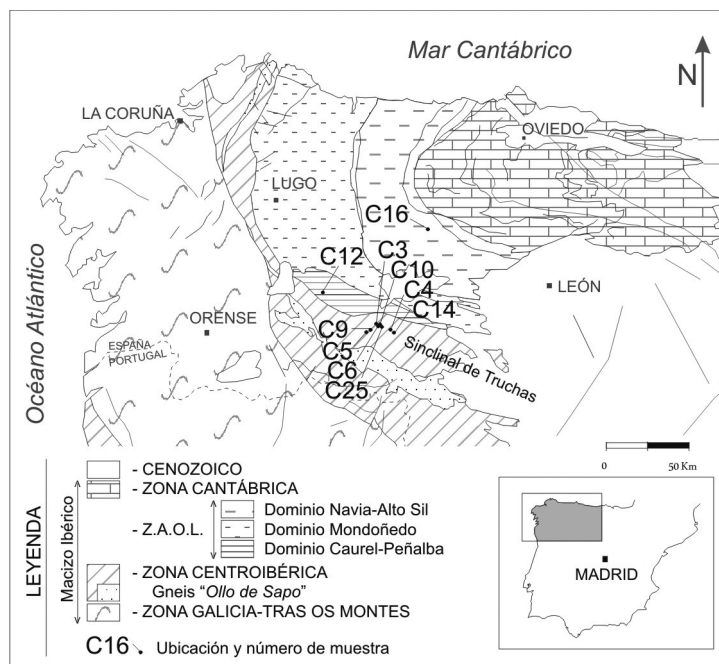 Mar Cantábrico
N
LA CORUÑA
OVIEDO
LUGO
C16
C3
C12
C10
C4
LEÓN
C14
ORENSE
C9
Océano Atlántico
ESPAÑA
PORTUGAL
C5
Sinclinal de Truchas
C6
C25
0 50 Km
LEYENDA
Macizo Ibérico
- CENOZOICO
- ZONA CANTÁBRICA
- Z.A.O.L.
Dominio Navia-Alto Sil
Dominio Mondoñedo
Dominio Caurel-Peñalba
- ZONA CENTROIBÉRICA
Gneis “Ollo de Sapo”
- ZONA GALICIA-TRAS OS MONTES
C16 Ubicación y número de muestra
MADRID